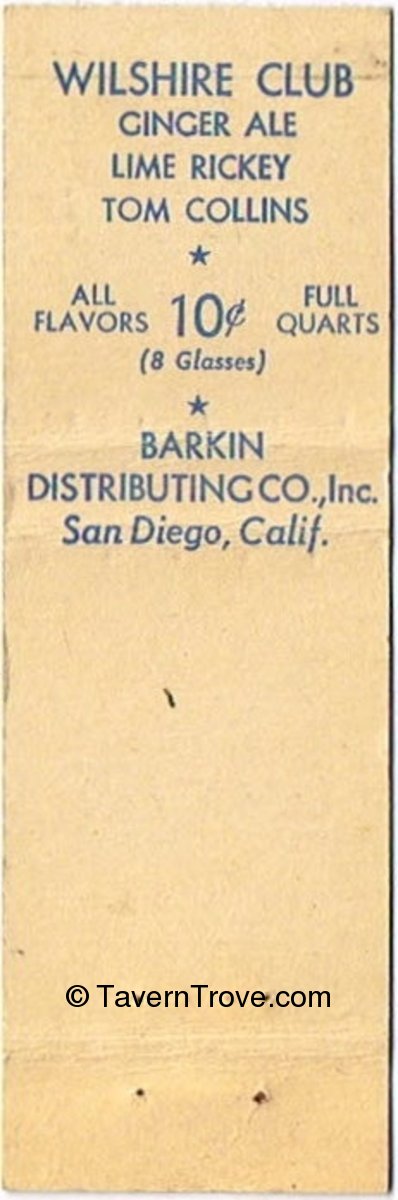 WILSHIRE CLUB
GINGER ALE
LIME RICKEY
TOM COLLINS
ALL FLAVORS 10¢ FULL QUARTS
(8 Glasses)
BARKIN
DISTRIBUTING CO., Inc.
San Diego, Calif.
© TavernTrove.com